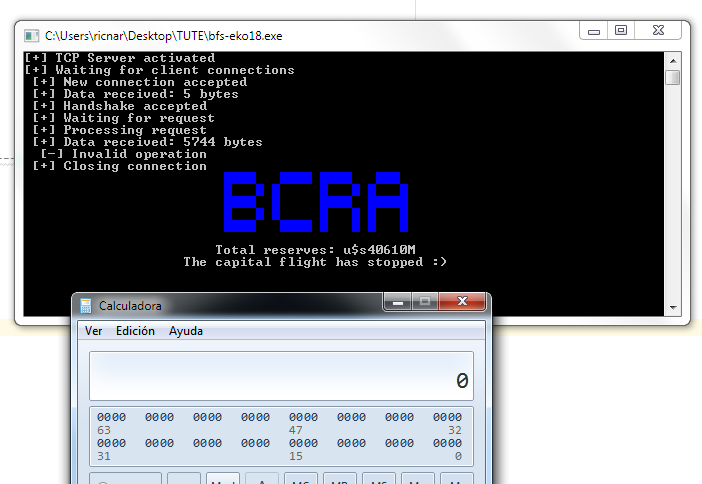 C:\Users\ricnar\Desktop\TUTE\bfs-eko18.exe
[+] TCP Server activated
[+] Waiting for client connections
[+] New connection accepted
[+] Data received: 5 bytes
[+] Handshake accepted
[+] Waiting for request
[+] Processing request
[+] Data received: 5744 bytes
[-] Invalid operation
[+] Closing connection
BCRA
Total reserves: u$s40610M
The capital flight has stopped :)
Calculadora
Ver Edición Ayuda
0
0000 0000 0000 0000 0000 0000 0000 0000
63 47 32
0000 0000 0000 0000 0000 0000 0000 0000
31 15 0